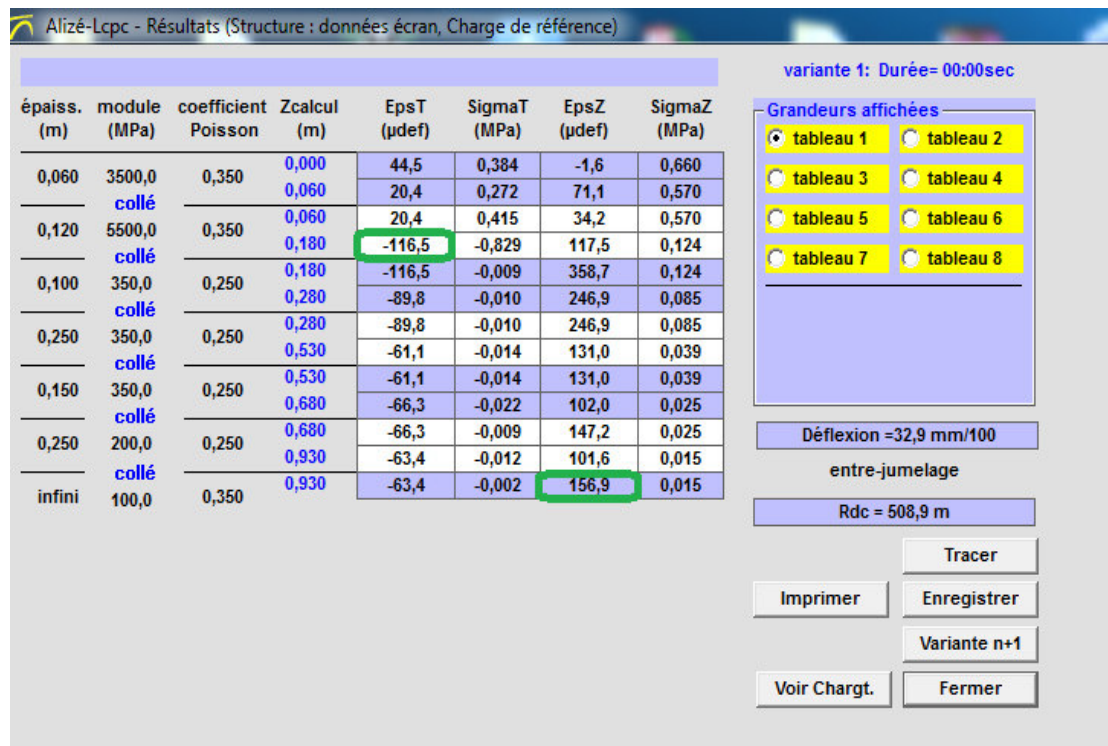 Alizé-Lcpc - Résultats (Structure : données écran, Charge de référence)
variante 1: Durée= 00:00sec
épaiss. module coefficient Zcalcul EpsT SigmaT EpsZ SigmaZ
(m) (MPa) Poisson (m) (µdef) (MPa) (µdef) (MPa)
Grandeurs affichées
tableau 1 tableau 2
tableau 3 tableau 4
tableau 5 tableau 6
tableau 7 tableau 8
0,000 44,5 0,384 -1,6 0,660
0,060 3500,0 0,350
0,060 20,4 0,272 71,1 0,570
collé
0,060 20,4 0,415 34,2 0,570
0,120 5500,0 0,350
0,180 -116,5 -0,829 117,5 0,124
collé
0,180 -116,5 -0,009 358,7 0,124
0,100 350,0 0,250
0,280 -89,8 -0,010 246,9 0,085
collé
0,280 -89,8 -0,010 246,9 0,085
0,250 350,0 0,250
0,530 -61,1 -0,014 131,0 0,039
collé
0,530 -61,1 -0,014 131,0 0,039
0,150 350,0 0,250
0,680 -66,3 -0,022 102,0 0,025
collé
0,680 -66,3 -0,009 147,2 0,025
0,250 200,0 0,250
0,930 -63,4 -0,012 101,6 0,015
collé
0,930 -63,4 -0,002 156,9 0,015
infini 100,0 0,350
Déflexion =32,9 mm/100
entre-jumelage
Rdc = 508,9 m
Tracer
Imprimer Enregistrer
Variante n+1
Voir Chargt. Fermer